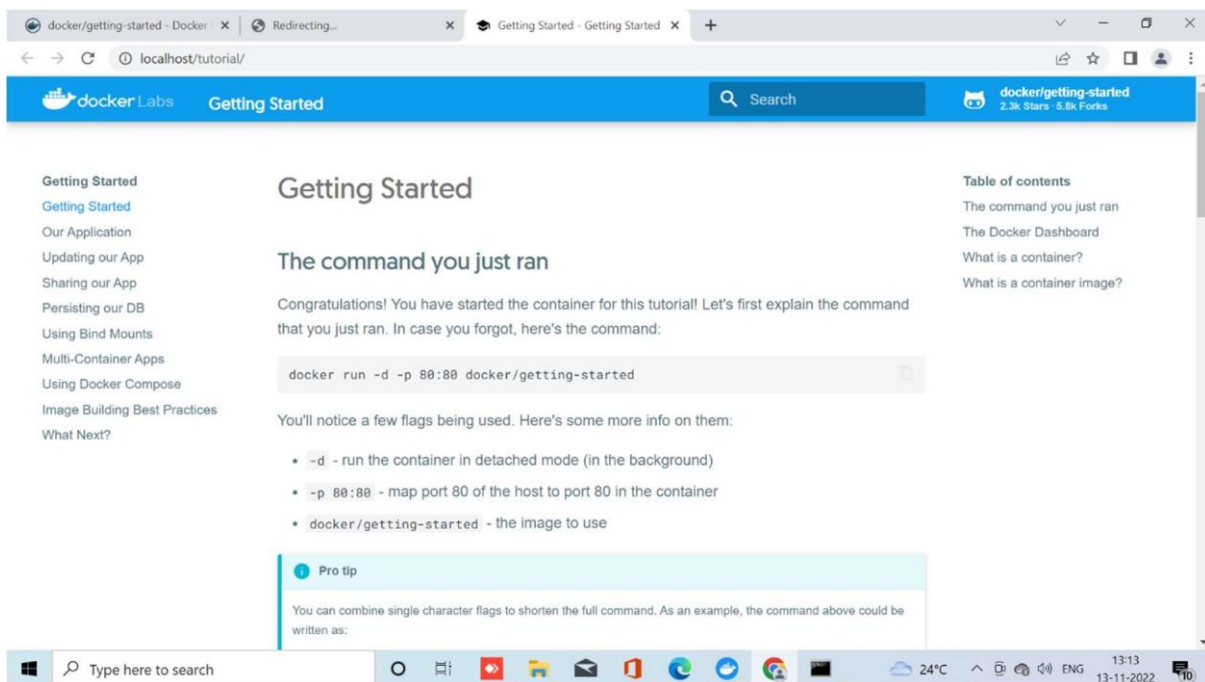 docker/getting-started - Docker
Redirecting...
Getting Started - Getting Started
localhost/tutorial/
dockerLabs
Getting Started
Search
docker/getting-started
2.3k Stars · 5.8k Forks
Getting Started
Getting Started
Our Application
Updating our App
Sharing our App
Persisting our DB
Using Bind Mounts
Multi-Container Apps
Using Docker Compose
Image Building Best Practices
What Next?
Getting Started
The command you just ran
Congratulations! You have started the container for this tutorial! Let's first explain the command
that you just ran. In case you forgot, here's the command:
docker run -d -p 80:80 docker/getting-started
You'll notice a few flags being used. Here's some more info on them:
• -d - run the container in detached mode (in the background)
• -p 80:80 - map port 80 of the host to port 80 in the container
• docker/getting-started - the image to use
Pro tip
You can combine single character flags to shorten the full command. As an example, the command above could be
written as:
Table of contents
The command you just ran
The Docker Dashboard
What is a container?
What is a container image?
Type here to search
24°C
ENG
13:13
13-11-2022
10